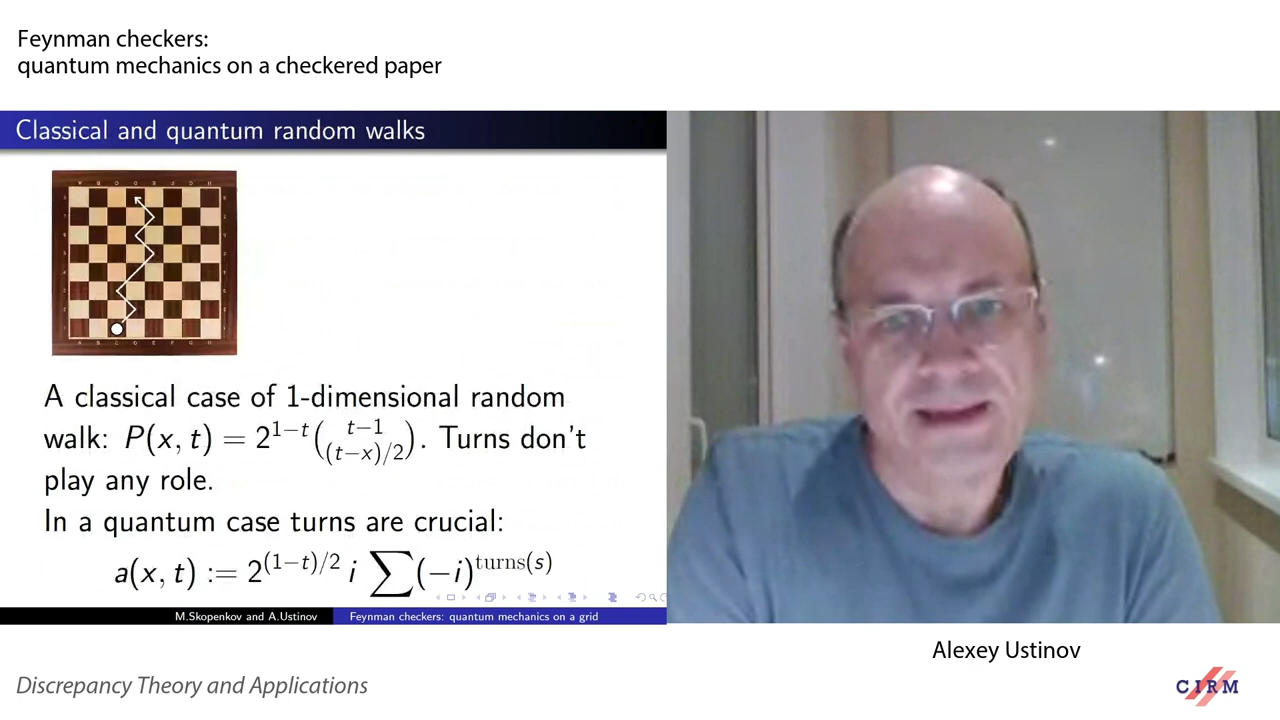 Feynman checkers:
quantum mechanics on a checkered paper
Classical and quantum random walks
A classical case of 1-dimensional random
walk: P(x, t) = 2^{1−t} \binom{t−1}{(t−x)/2}. Turns don't
play any role.
In a quantum case turns are crucial:
a(x, t) := 2^{(1−t)/2} i ∑(−i)^{turns(s)}
M.Skopenkov and A.Ustinov
Feynman checkers: quantum mechanics on a grid
Alexey Ustinov
Discrepancy Theory and Applications
CIRM